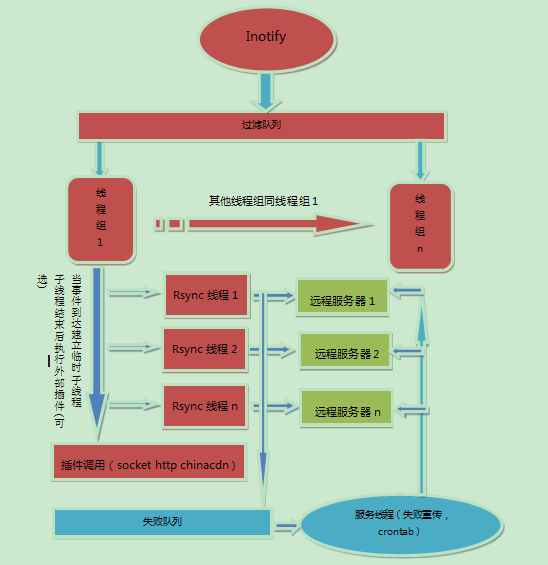 Inotify
过滤队列
线程组1
其他线程组同线程组1
线程组n
当事件到达建立临时子线程
子线程结束后执行外部插件(可选)
Rsync 线程 1
远程服务器 1
Rsync 线程 2
远程服务器 2
Rsync 线程 n
远程服务器 n
插件调用（socket http chinacdn）
失败队列
服务线程（失败重传，
crontab）